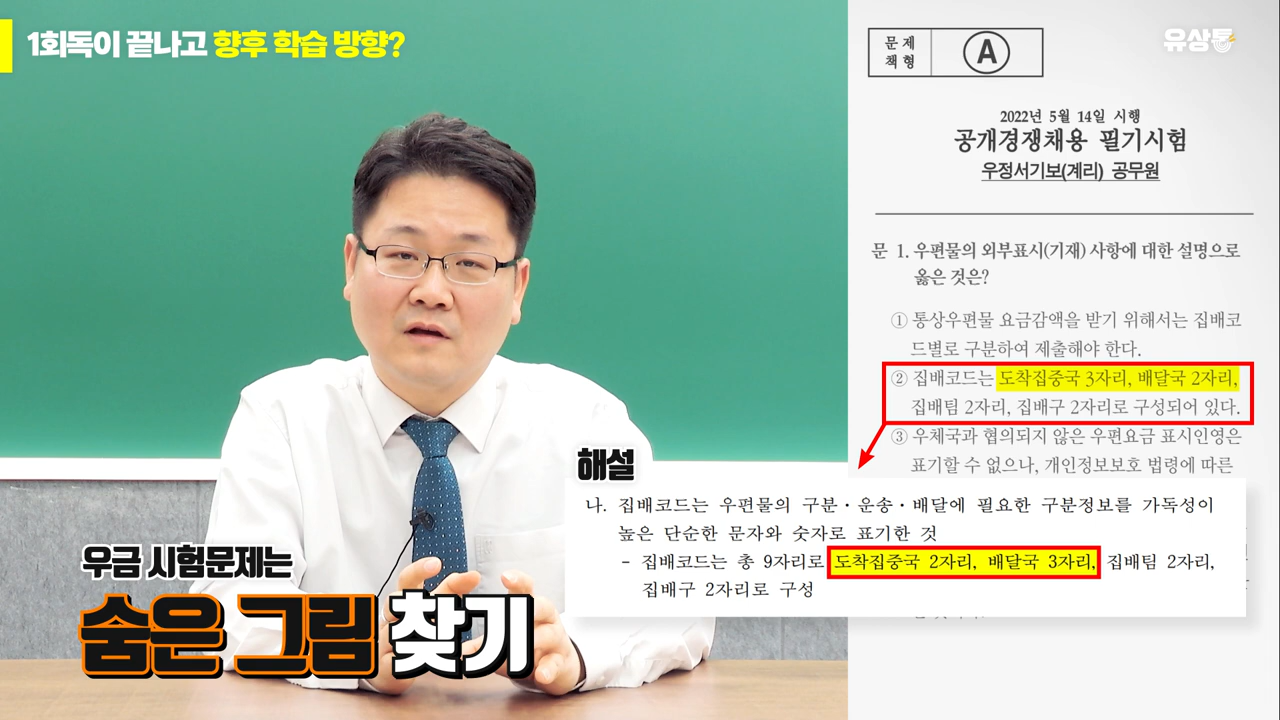 1회독이 끝나고 향후 학습 방향?
유상통
문제
책형
A
2022년 5월 14일 시행
공개경쟁채용 필기시험
우정서기보(계리) 공무원
문 1. 우편물의 외부표시(기재) 사항에 대한 설명으로
옳은 것은?
① 통상우편물 요금감액을 받기 위해서는 집배코
드별로 구분하여 제출해야 한다.
② 집배코드는 도착집중국 3자리, 배달국 2자리,
집배팀 2자리, 집배구 2자리로 구성되어 있다.
③ 우체국과 협의되지 않은 우편요금 표시인영은
표기할 수 없으나, 개인정보보호 법령에 따른
해설
나. 집배코드는 우편물의 구분·운송·배달에 필요한 구분정보를 가독성이
높은 단순한 문자와 숫자로 표기한 것
- 집배코드는 총 9자리로 도착집중국 2자리, 배달국 3자리, 집배팀 2자리,
집배구 2자리로 구성
우금 시험문제는
숨은 그림 찾기